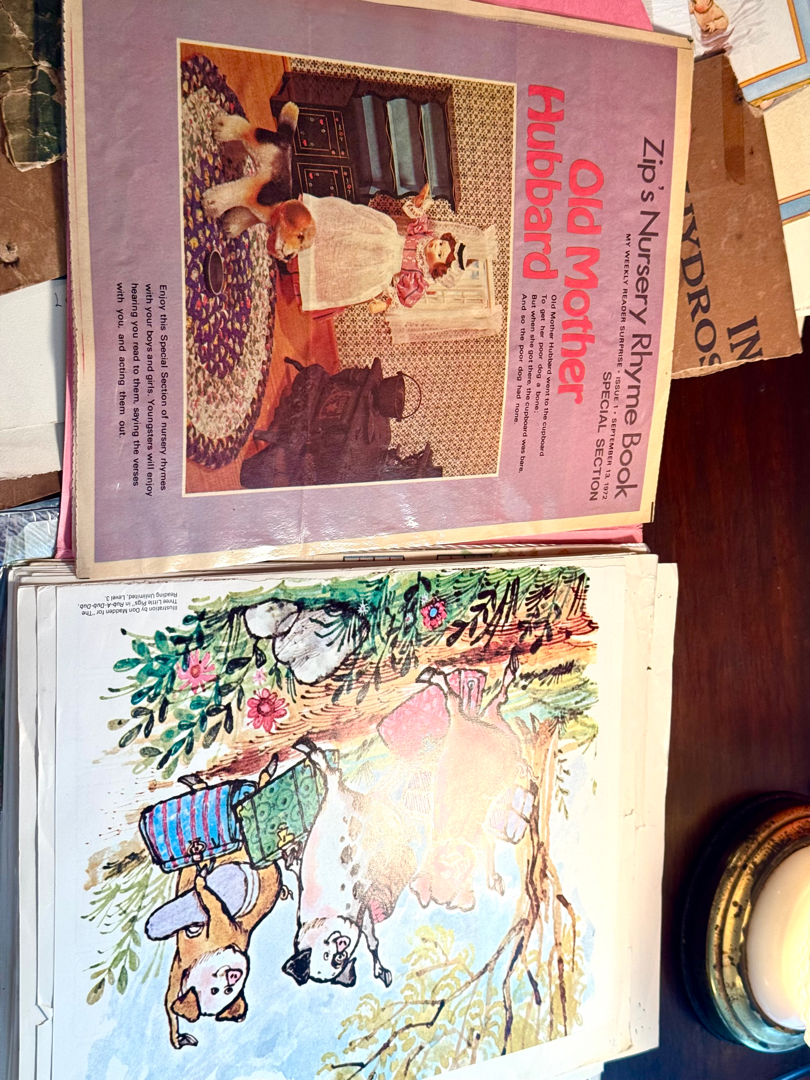 Zip's Nursery Rhyme Book
MY WEEKLY READER SURPRISE • ISSUE 1 • SEPTEMBER 13, 1972
SPECIAL SECTION
Old Mother
Hubbard
Old Mother Hubbard went to the cupboard
To get her poor dog a bone;
But when she got there, the cupboard was bare,
And so the poor dog had none.
Enjoy this Special Section of nursery rhymes
with your boys and girls. Youngsters will enjoy
hearing you read to them, saying the verses
with you, and acting them out.
Illustration by Don Madden for "The
Three Little Pigs" in Rub-A-Dub-Dub,
Reading Unlimited, Level 2.
IN
HYDROS